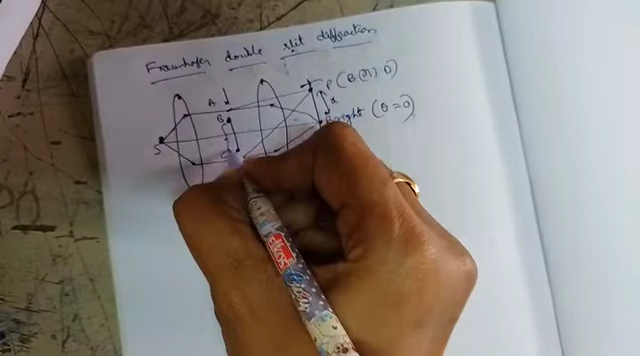 Fraunhofer double slit diffraction
P (B (or) D)
A
B
x
Bright (θ = 0)
S
C